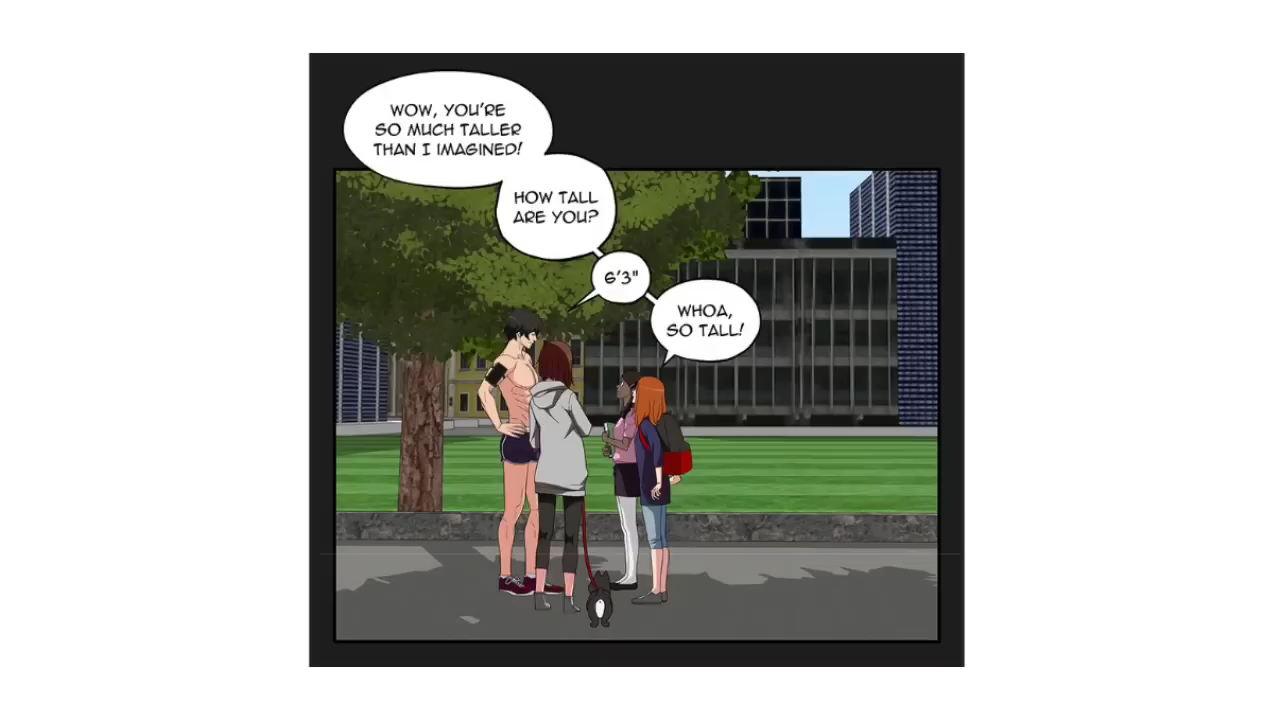 WOW, YOU'RE
SO MUCH TALLER
THAN I IMAGINED!
HOW TALL
ARE YOU?
6'3"
WHOA,
SO TALL!